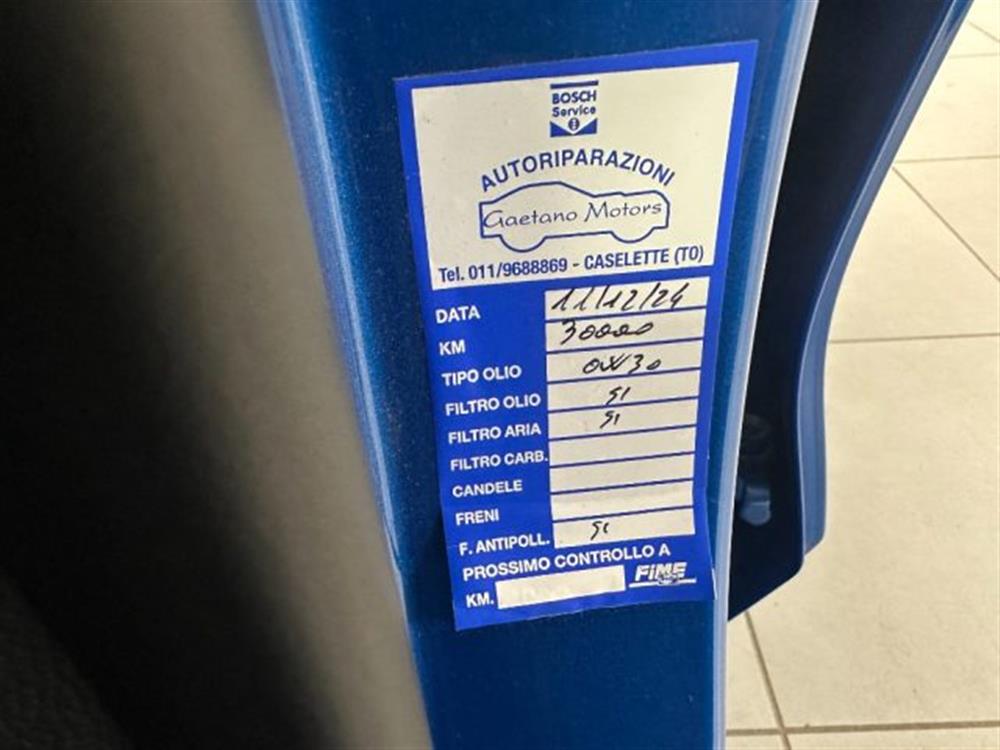 BOSCH
Service
AUTORIPARAZIONI
Gaetano Motors
Tel. 011/9688869 - CASELETTE (TO)
DATA 11/12/24
KM 30000
TIPO OLIO 0W30
FILTRO OLIO SI
FILTRO ARIA SI
FILTRO CARB.
CANDELE
FRENI
F. ANTIPOLL. SI
PROSSIMO CONTROLLO A
KM. FiME